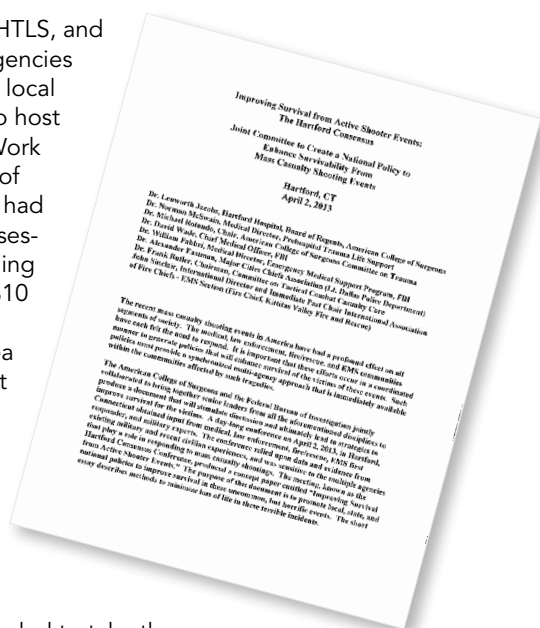 HTLS, and
gencies
local
o host
Work
of
had
ses-
ing
$10
a
t
Improving Survival from Active Shooter Events:
The Hartford Consensus
Joint Committee to Create a National Policy to
Enhance Survivability From
Mass Casualty Shooting Events
Hartford, CT
April 2, 2013
Dr. Lenworth Jacobs, Hartford Hospital, Board of Regents, American College of Surgeons
Dr. Norman McSwain, Medical Director, Prehospital Trauma Life Support
Dr. Michael Rotondo, Chair, American College of Surgeons Committee on Trauma
Dr. David Wade, Chief Medical Officer, FBI
Dr. William Fabbri, Medical Director, Emergency Medical Support Program, FBI
Dr. Alexander Eastman, Major Cities Chiefs Association (Lt. Dallas Police Department)
Dr. Frank Butler, Chairman, Committee on Tactical Combat Casualty Care
John Sinclair, International Director and Immediate Past Chair International Association
of Fire Chiefs - EMS Section (Fire Chief, Kittitas Valley Fire and Rescue)
The recent mass casualty shooting events in America have had a profound effect on all
segments of society. The medical, law enforcement, fire/rescue, and EMS communities
have each felt the need to respond. It is important that these efforts occur in a coordinated
manner to generate policies that will enhance survival of the victims of these events. Such
policies must provide a synchronized multi-agency approach that is immediately available
within the communities affected by such tragedies.
The American College of Surgeons and the Federal Bureau of Investigation jointly
collaborated to bring together senior leaders from all the aforementioned disciplines to
produce a document that will stimulate discussion and ultimately lead to strategies to
improve survival for the victims. A day-long conference on April 2, 2013, in Hartford,
Connecticut obtained input from medical, law enforcement, fire/rescue, EMS first
responder, and military experts. The conference relied upon data and evidence from
existing military and recent civilian experiences, and was sensitive to the multiple agencies
that play a role in responding to mass casualty shootings. The meeting, known as the
Hartford Consensus Conference, produced a concept paper entitled "Improving Survival
from Active Shooter Events." The purpose of this document is to promote local, state, and
national policies to improve survival in these uncommon, but horrific events. The short
essay describes methods to minimize loss of life in these terrible incidents.